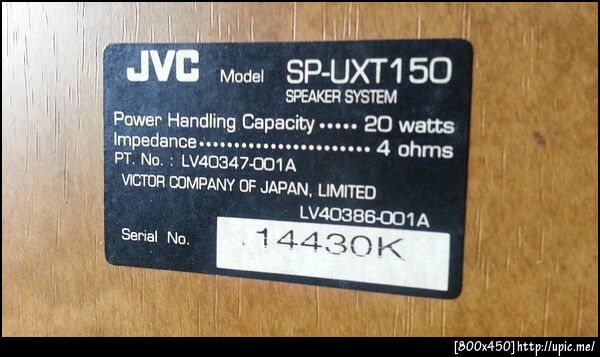 JVC Model SP-UXT150
SPEAKER SYSTEM
Power Handling Capacity ····· 20 watts
Impedance························ 4 ohms
PT. No. : LV40347-001A
VICTOR COMPANY OF JAPAN, LIMITED
LV40386-001A
Serial No. 14430K
[800x450]http://upic.me/